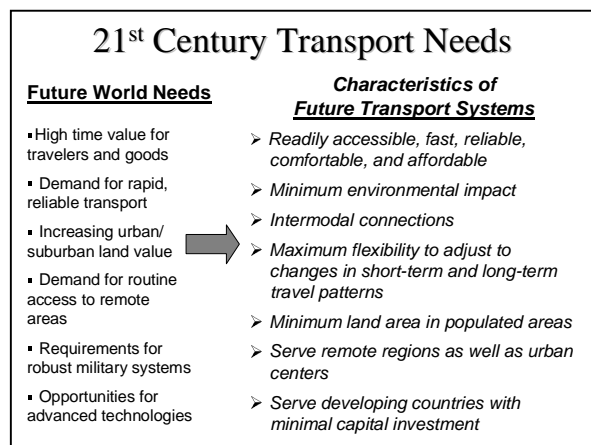 21st Century Transport Needs
Future World Needs
▪High time value for
travelers and goods
▪ Demand for rapid,
reliable transport
▪ Increasing urban/
suburban land value
▪ Demand for routine
access to remote
areas
▪ Requirements for
robust military systems
▪ Opportunities for
advanced technologies
Characteristics of
Future Transport Systems
➢ Readily accessible, fast, reliable,
comfortable, and affordable
➢ Minimum environmental impact
➢ Intermodal connections
➢ Maximum flexibility to adjust to
changes in short-term and long-term
travel patterns
➢ Minimum land area in populated areas
➢ Serve remote regions as well as urban
centers
➢ Serve developing countries with
minimal capital investment